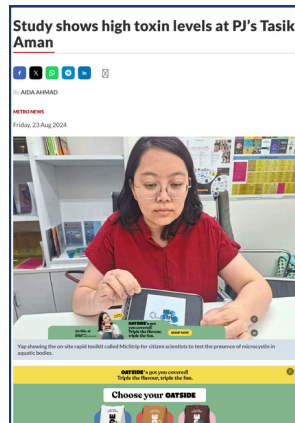 Study shows high toxin levels at PJ's Tasik
Aman
By AIDA AHMAD
METRO NEWS
Friday, 23 Aug 2024
OATSIDE's got
you covered!
Triple the flavour,
triple the fun.
SHOP NOW
Yap showing the on-site rapid toolkit called MicStrip for citizen scientists to test the presence of microcystin in
aquatic bodies.
OATSIDE's got you covered!
Triple the flavour, triple the fun.
Choose your OATSIDE